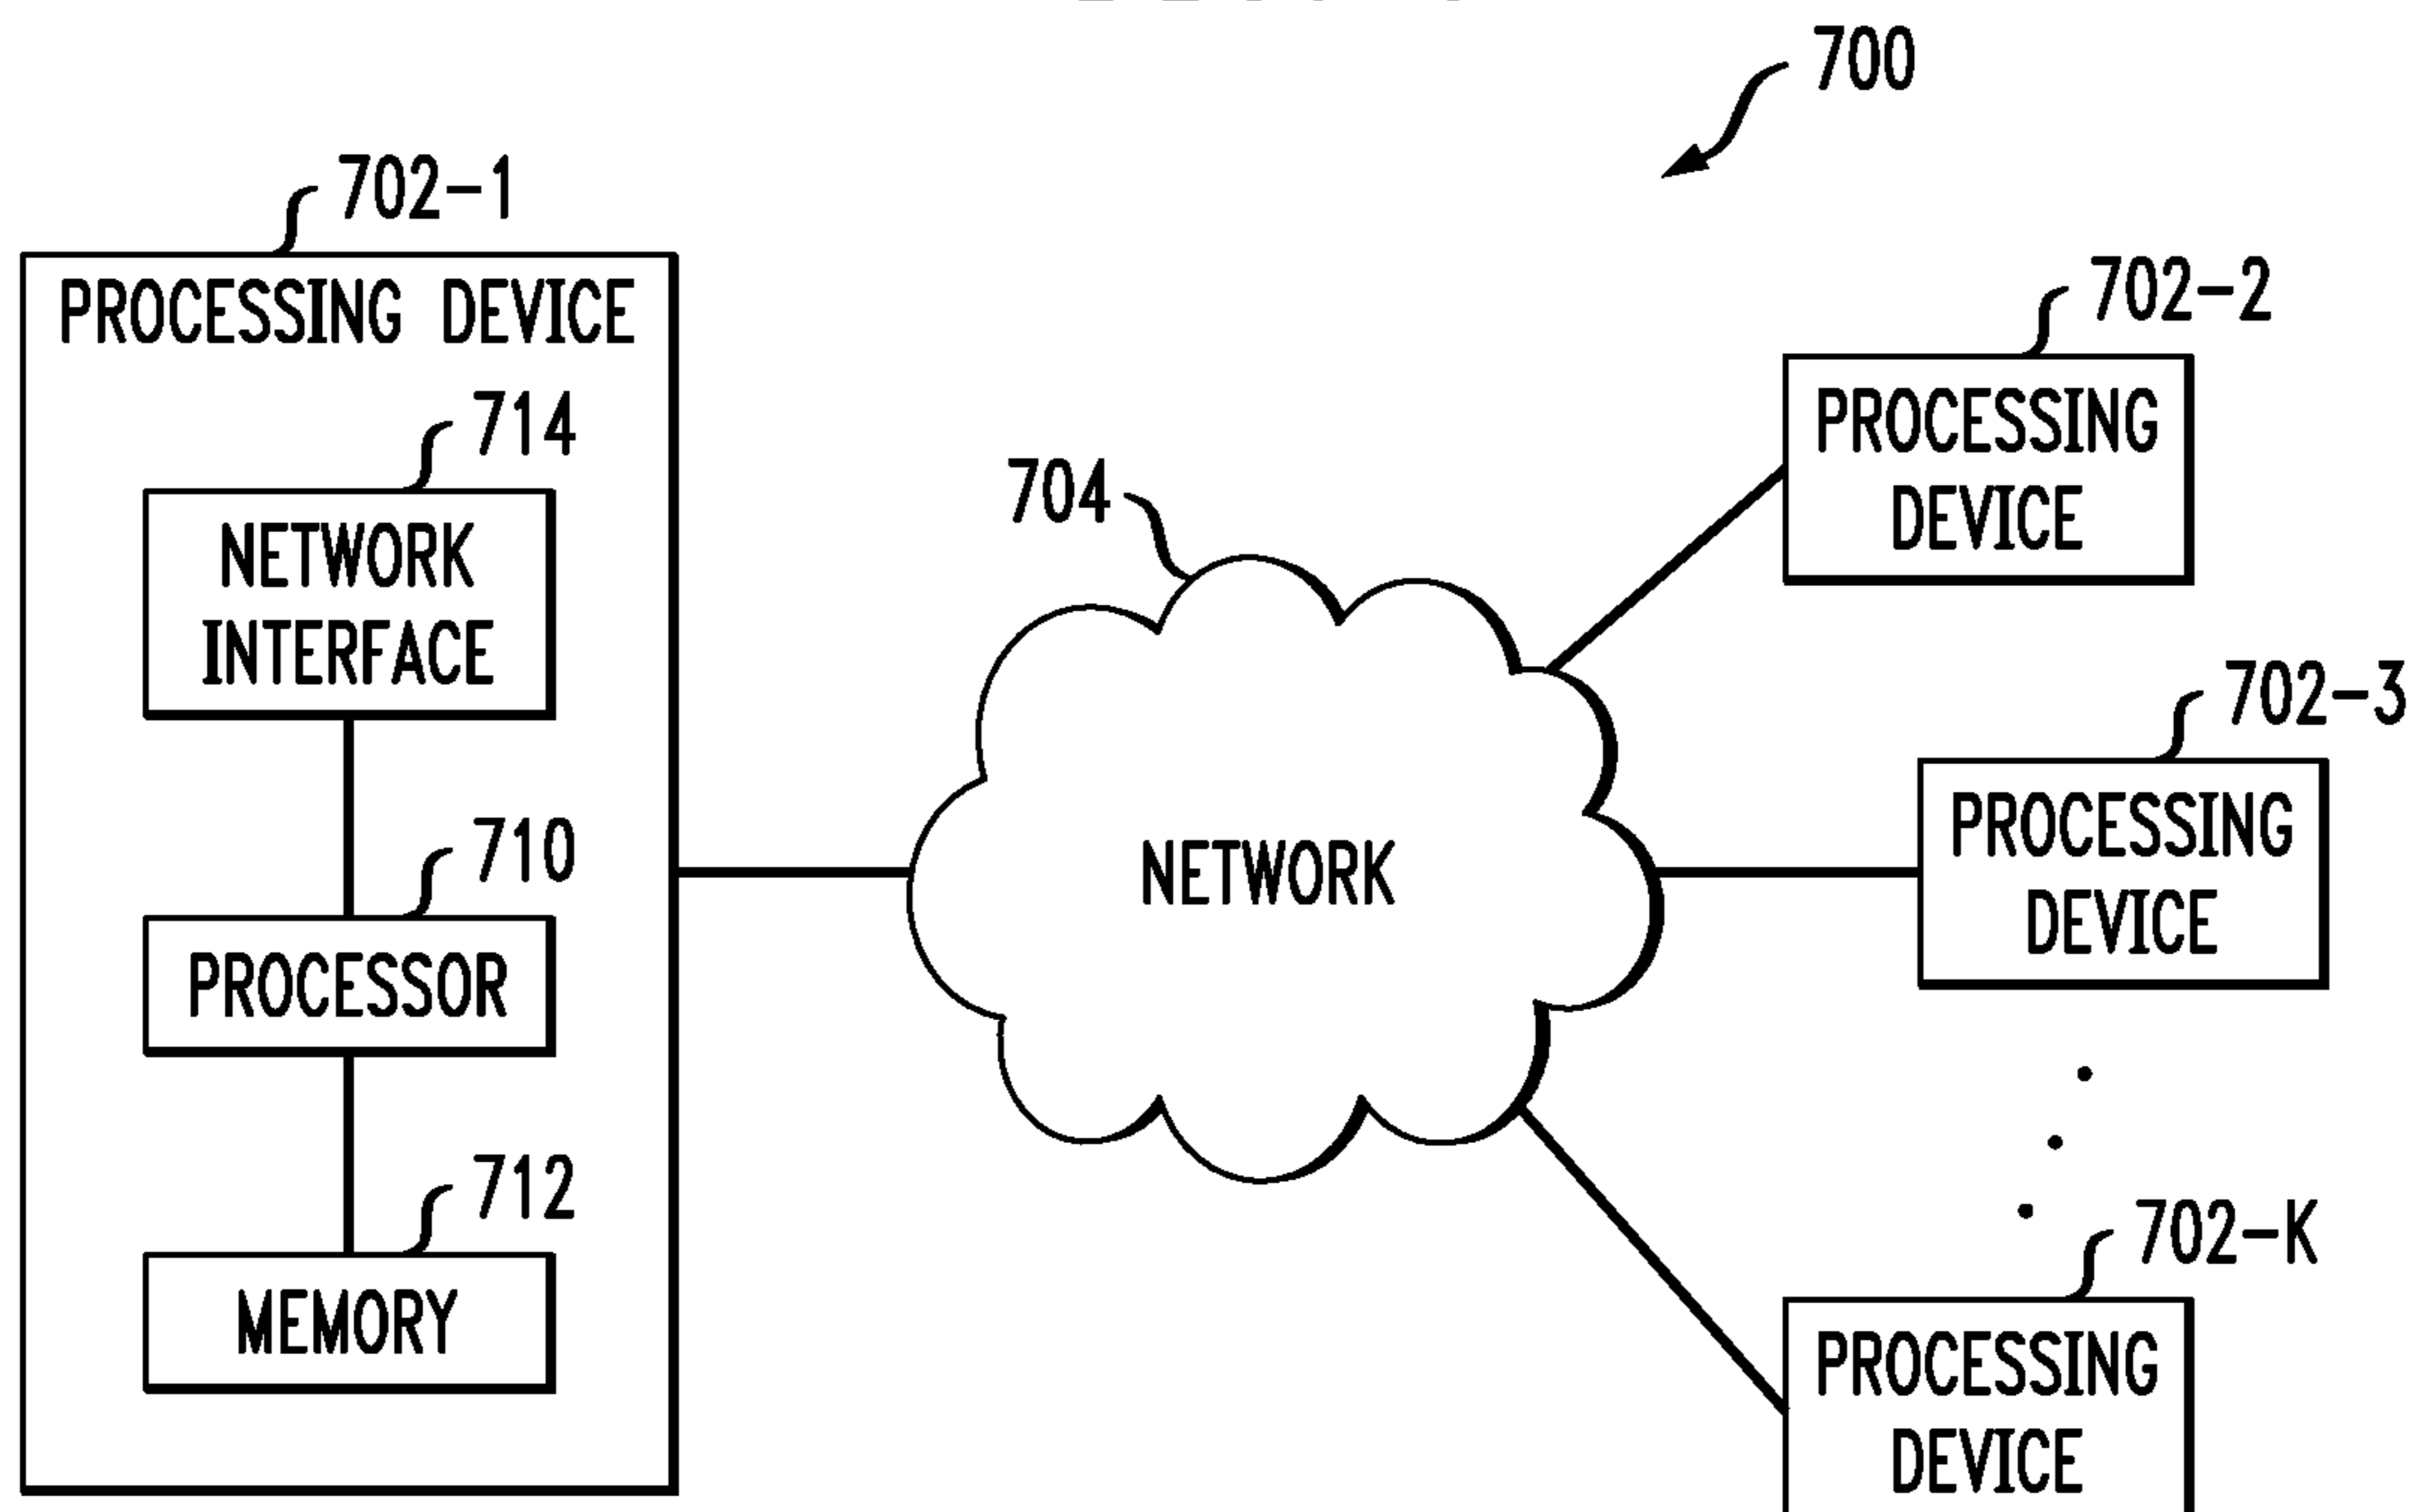 700
702-1
PROCESSING DEVICE
714
NETWORK
INTERFACE
710
PROCESSOR
712
MEMORY
704
NETWORK
702-2
PROCESSING
DEVICE
702-3
PROCESSING
DEVICE
702-K
PROCESSING
DEVICE